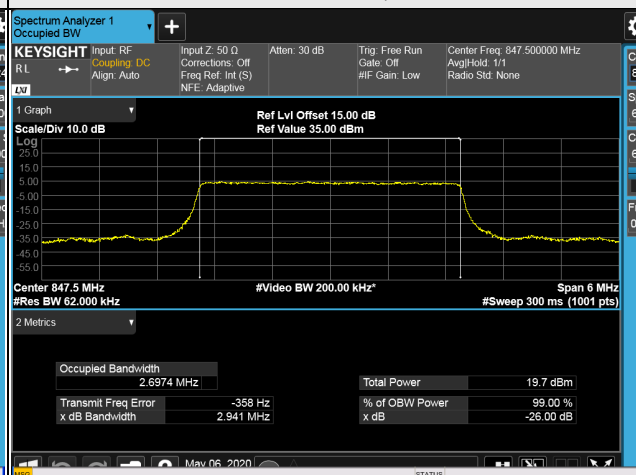 Spectrum Analyzer 1
Occupied BW
+
KEYSIGHT
RL
LXI
Input: RF
Coupling: DC
Align: Auto
Input Z: 50 Ω
Corrections: Off
Freq Ref: Int (S)
NFE: Adaptive
Atten: 30 dB
Trig: Free Run
Gate: Off
#IF Gain: Low
Center Freq: 847.500000 MHz
Avg|Hold: 1/1
Radio Std: None
1 Graph
Scale/Div 10.0 dB
Ref Lvl Offset 15.00 dB
Ref Value 35.00 dBm
Log
25.0
15.0
5.00
-5.00
-15.0
-25.0
-35.0
-45.0
-55.0
Center 847.5 MHz
#Video BW 200.00 kHz*
Span 6 MHz
#Res BW 62.000 kHz
#Sweep 300 ms (1001 pts)
2 Metrics
Occupied Bandwidth
2.6974 MHz
Total Power 19.7 dBm
Transmit Freq Error -358 Hz
% of OBW Power 99.00 %
x dB Bandwidth 2.941 MHz
x dB -26.00 dB
May 06, 2020
MSG
STATUS